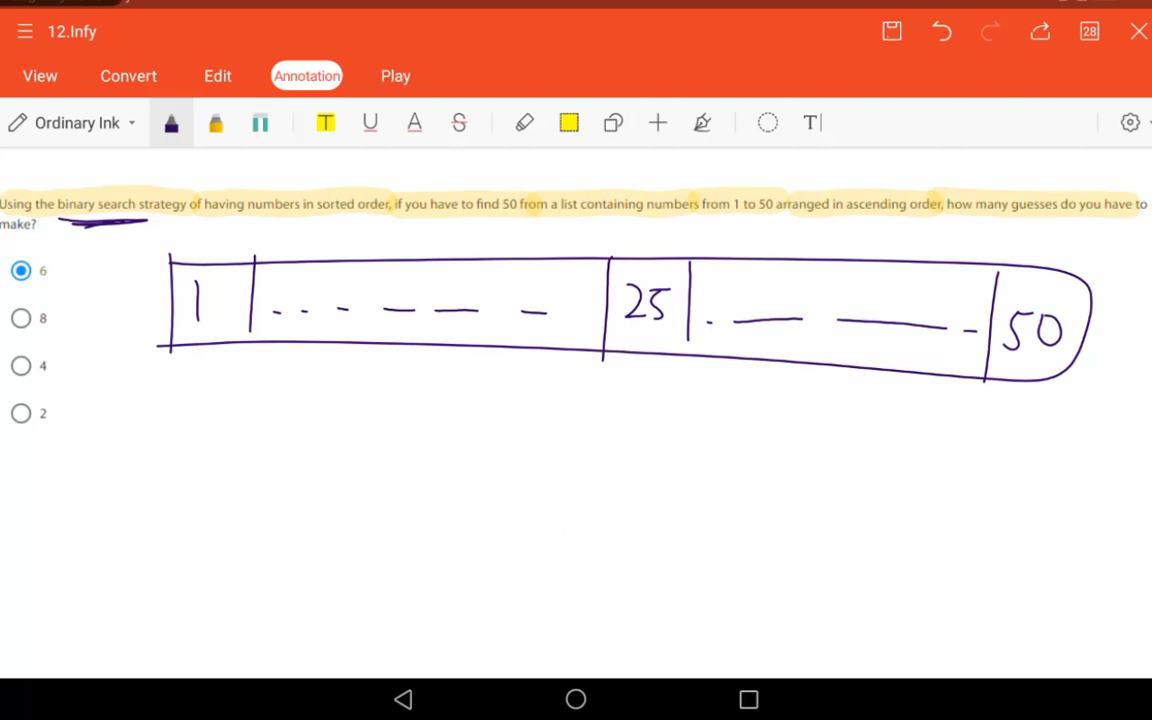 12.Infy
28
View Convert Edit Annotation Play
Ordinary Ink T U A S T
Using the binary search strategy of having numbers in sorted order, if you have to find 50 from a list containing numbers from 1 to 50 arranged in ascending order, how many guesses do you have to
make?
6
8
4
2
1 25 50